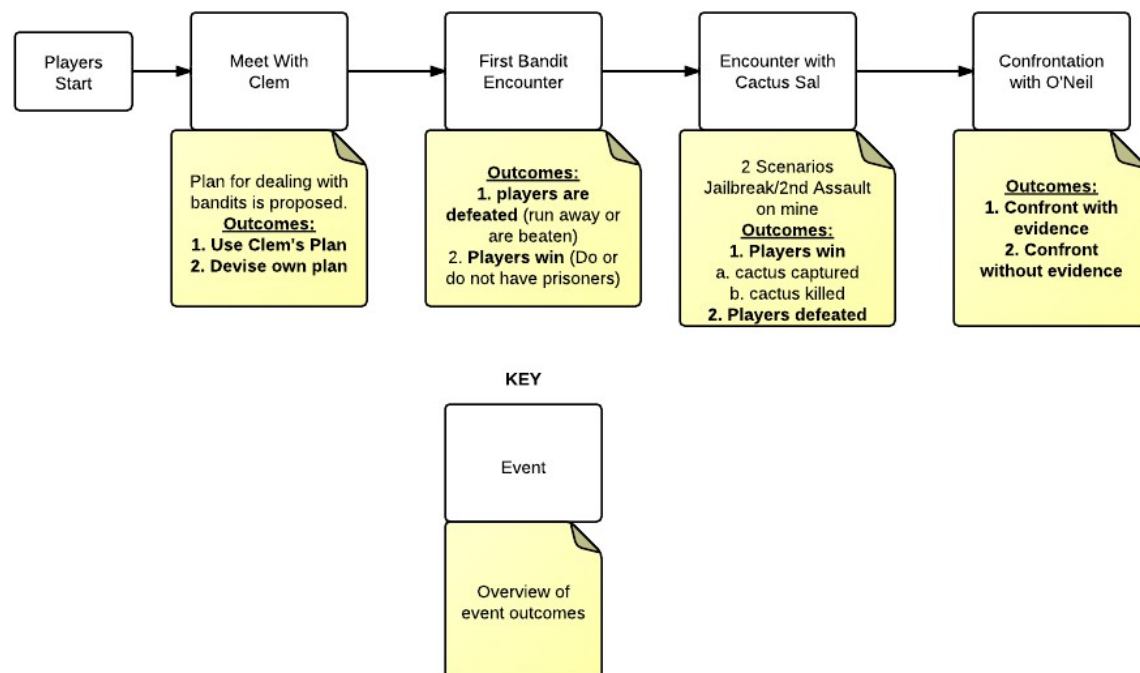 Players
Start
Meet With
Clem
First Bandit
Encounter
Encounter with
Cactus Sal
Confrontation
with O'Neil
Plan for dealing with
bandits is proposed.
Outcomes:
1. Use Clem's Plan
2. Devise own plan
Outcomes:
1. players are
defeated (run away or
are beaten)
2. Players win (Do or
do not have prisoners)
2 Scenarios
Jailbreak/2nd Assault
on mine
Outcomes:
1. Players win
a. cactus captured
b. cactus killed
2. Players defeated
Outcomes:
1. Confront with
evidence
2. Confront
without evidence
KEY
Event
Overview of
event outcomes